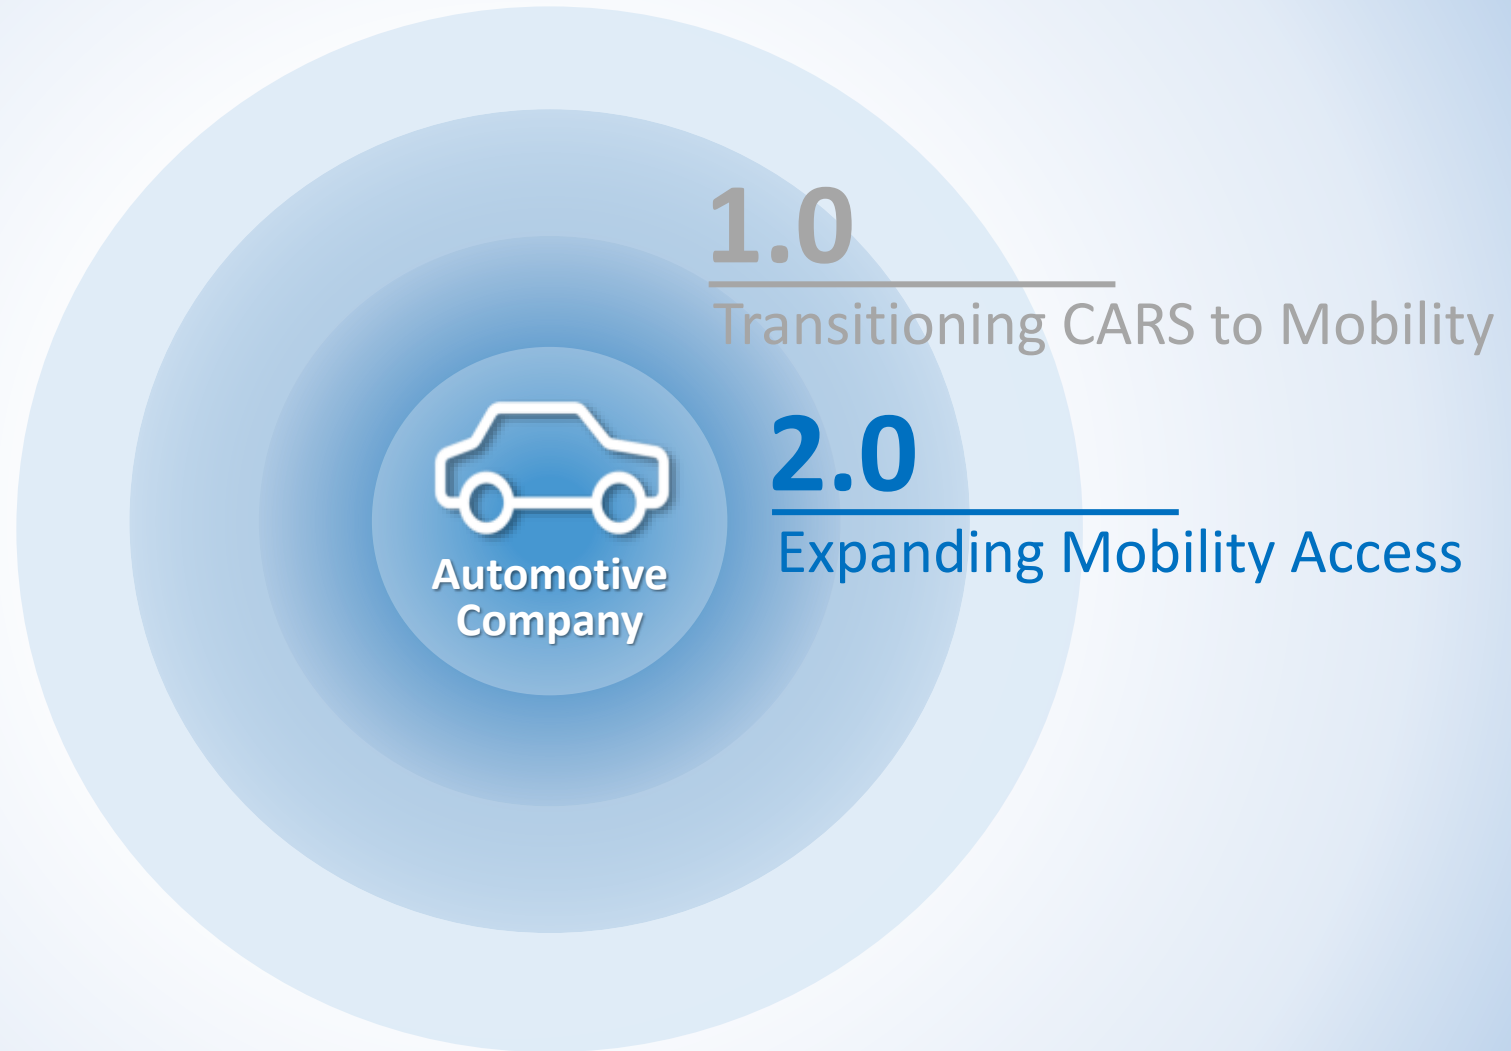 1.0
Transitioning CARS to Mobility
2.0
Expanding Mobility Access
Automotive
Company